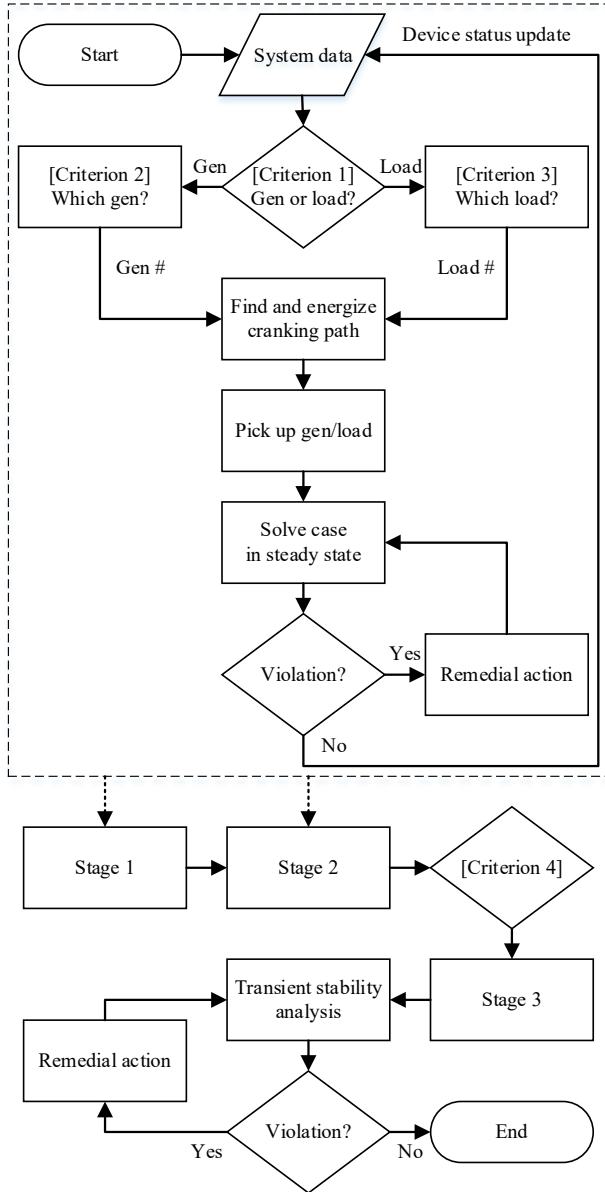 Start
System data
Device status update
[Criterion 2]
Which gen?
Gen
[Criterion 1]
Gen or load?
Load
[Criterion 3]
Which load?
Gen #
Load #
Find and energize
cranking path
Pick up gen/load
Solve case
in steady state
Violation?
Yes
Remedial action
No
Stage 1
Stage 2
[Criterion 4]
Transient stability
analysis
Stage 3
Remedial action
Violation?
Yes
No
End